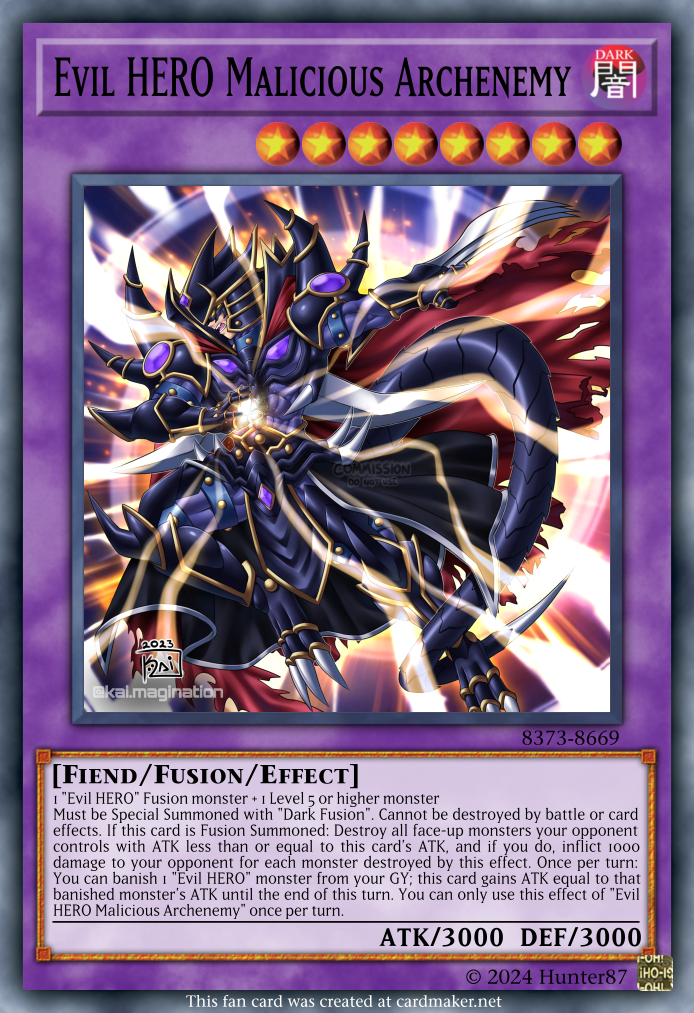 Evil HERO Malicious Archenemy
DARK
闇
COMMISSION
DO NOT USE
2023
KAI
@kai.magination
8373-8669
[Fiend/Fusion/Effect]
1 "Evil HERO" Fusion monster + 1 Level 5 or higher monster
Must be Special Summoned with "Dark Fusion". Cannot be destroyed by battle or card
effects. If this card is Fusion Summoned: Destroy all face-up monsters your opponent
controls with ATK less than or equal to this card's ATK, and if you do, inflict 1000
damage to your opponent for each monster destroyed by this effect. Once per turn:
You can banish 1 "Evil HERO" monster from your GY; this card gains ATK equal to that
banished monster's ATK until the end of this turn. You can only use this effect of "Evil
HERO Malicious Archenemy" once per turn.
ATK/3000 DEF/3000
© 2024 Hunter87
This fan card was created at cardmaker.net